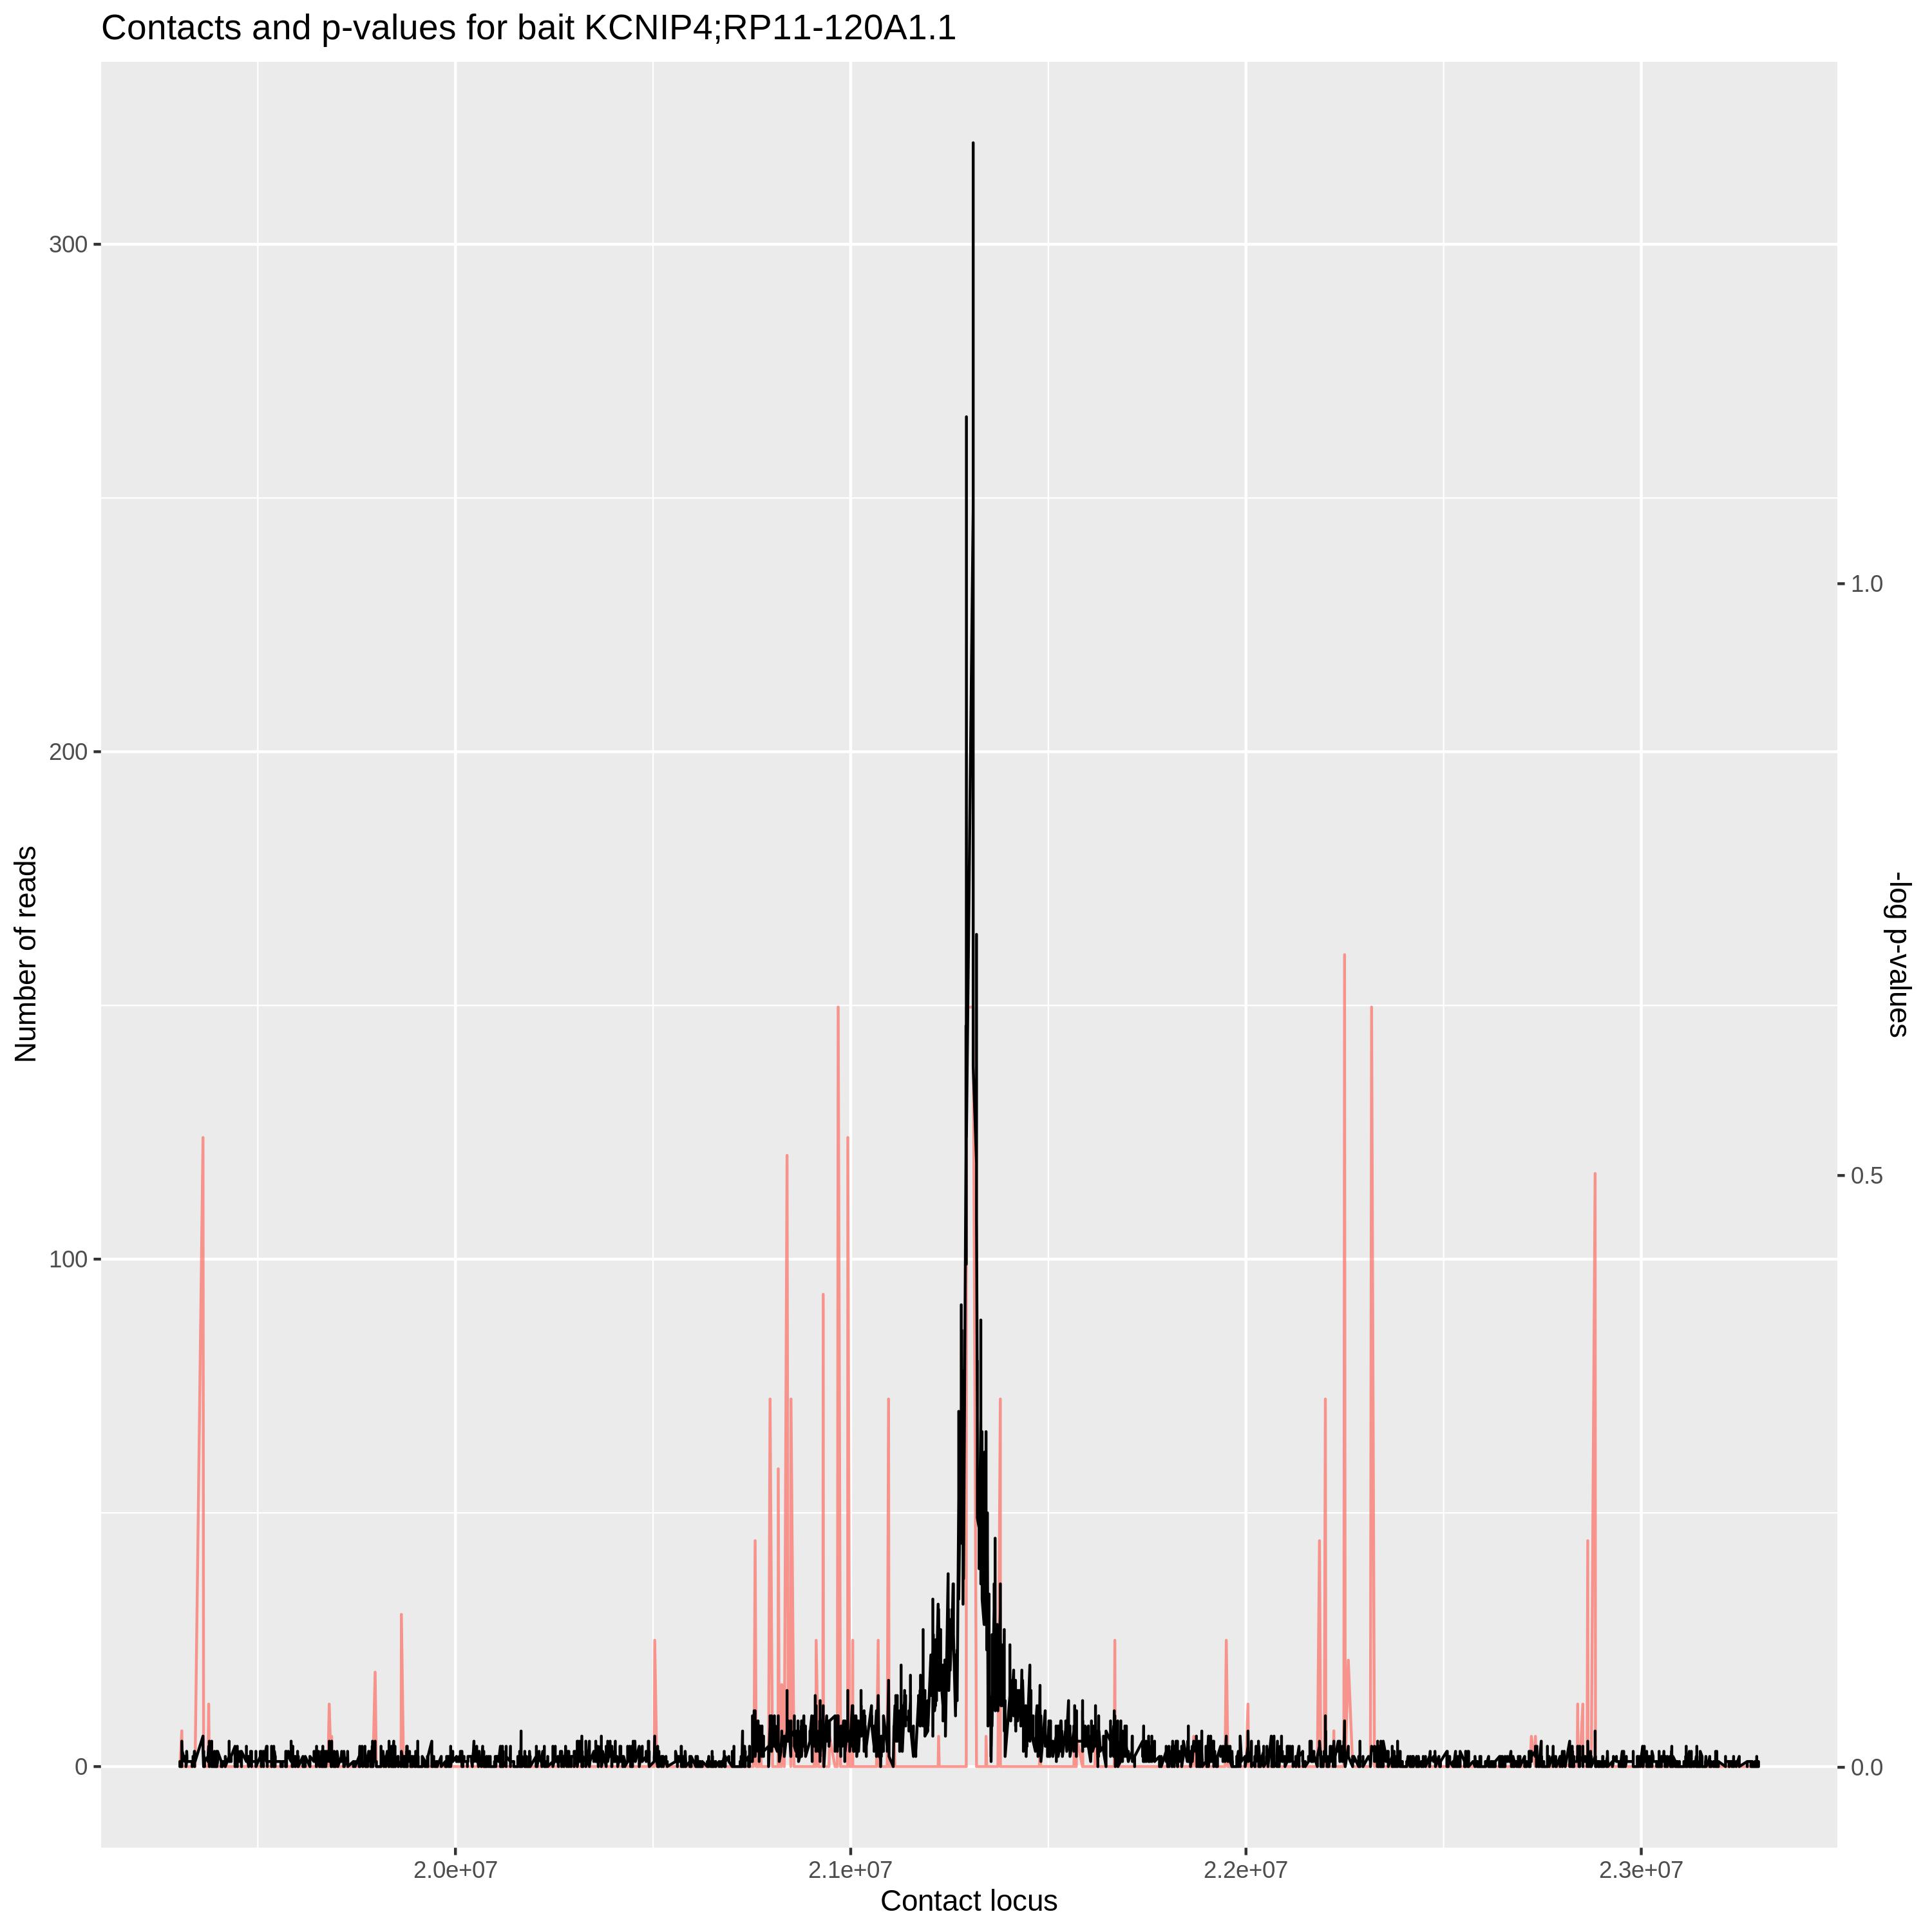 Contacts and p-values for bait KCNIP4;RP11-120A1.1
300
200
100
0
Number of reads
1.0
0.5
0.0
-log p-values
2.0e+07
2.1e+07
2.2e+07
2.3e+07
Contact locus